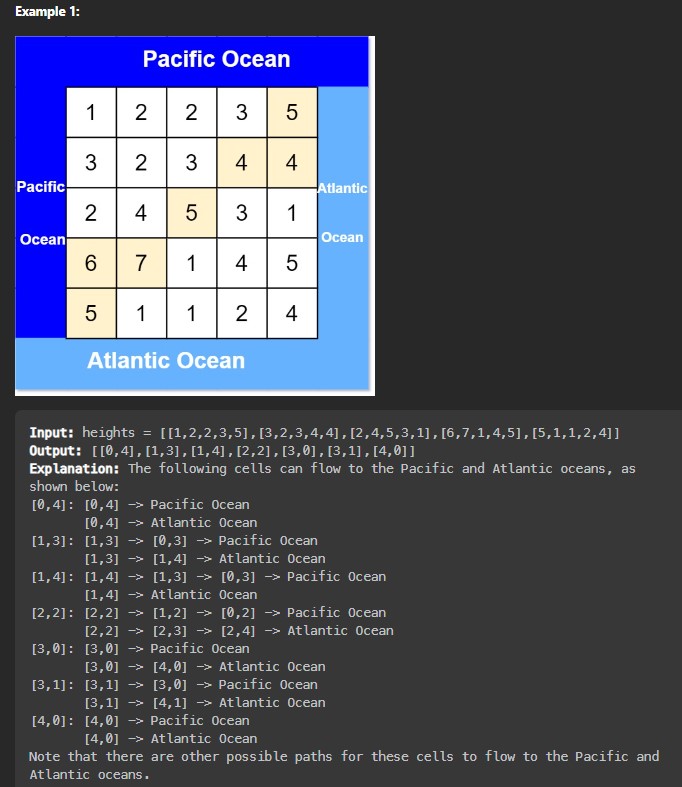 Example 1:
Pacific Ocean
1 2 2 3 5
3 2 3 4 4
Pacific
Atlantic
2 4 5 3 1
Ocean
Ocean
6 7 1 4 5
5 1 1 2 4
Atlantic Ocean
Input: heights = [[1,2,2,3,5],[3,2,3,4,4],[2,4,5,3,1],[6,7,1,4,5],[5,1,1,2,4]]
Output: [[0,4],[1,3],[1,4],[2,2],[3,0],[3,1],[4,0]]
Explanation: The following cells can flow to the Pacific and Atlantic oceans, as
shown below:
[0,4]: [0,4] -> Pacific Ocean
[0,4] -> Atlantic Ocean
[1,3]: [1,3] -> [0,3] -> Pacific Ocean
[1,3] -> [1,4] -> Atlantic Ocean
[1,4]: [1,4] -> [1,3] -> [0,3] -> Pacific Ocean
[1,4] -> Atlantic Ocean
[2,2]: [2,2] -> [1,2] -> [0,2] -> Pacific Ocean
[2,2] -> [2,3] -> [2,4] -> Atlantic Ocean
[3,0]: [3,0] -> Pacific Ocean
[3,0] -> [4,0] -> Atlantic Ocean
[3,1]: [3,1] -> [3,0] -> Pacific Ocean
[3,1] -> [4,1] -> Atlantic Ocean
[4,0]: [4,0] -> Pacific Ocean
[4,0] -> Atlantic Ocean
Note that there are other possible paths for these cells to flow to the Pacific and
Atlantic oceans.